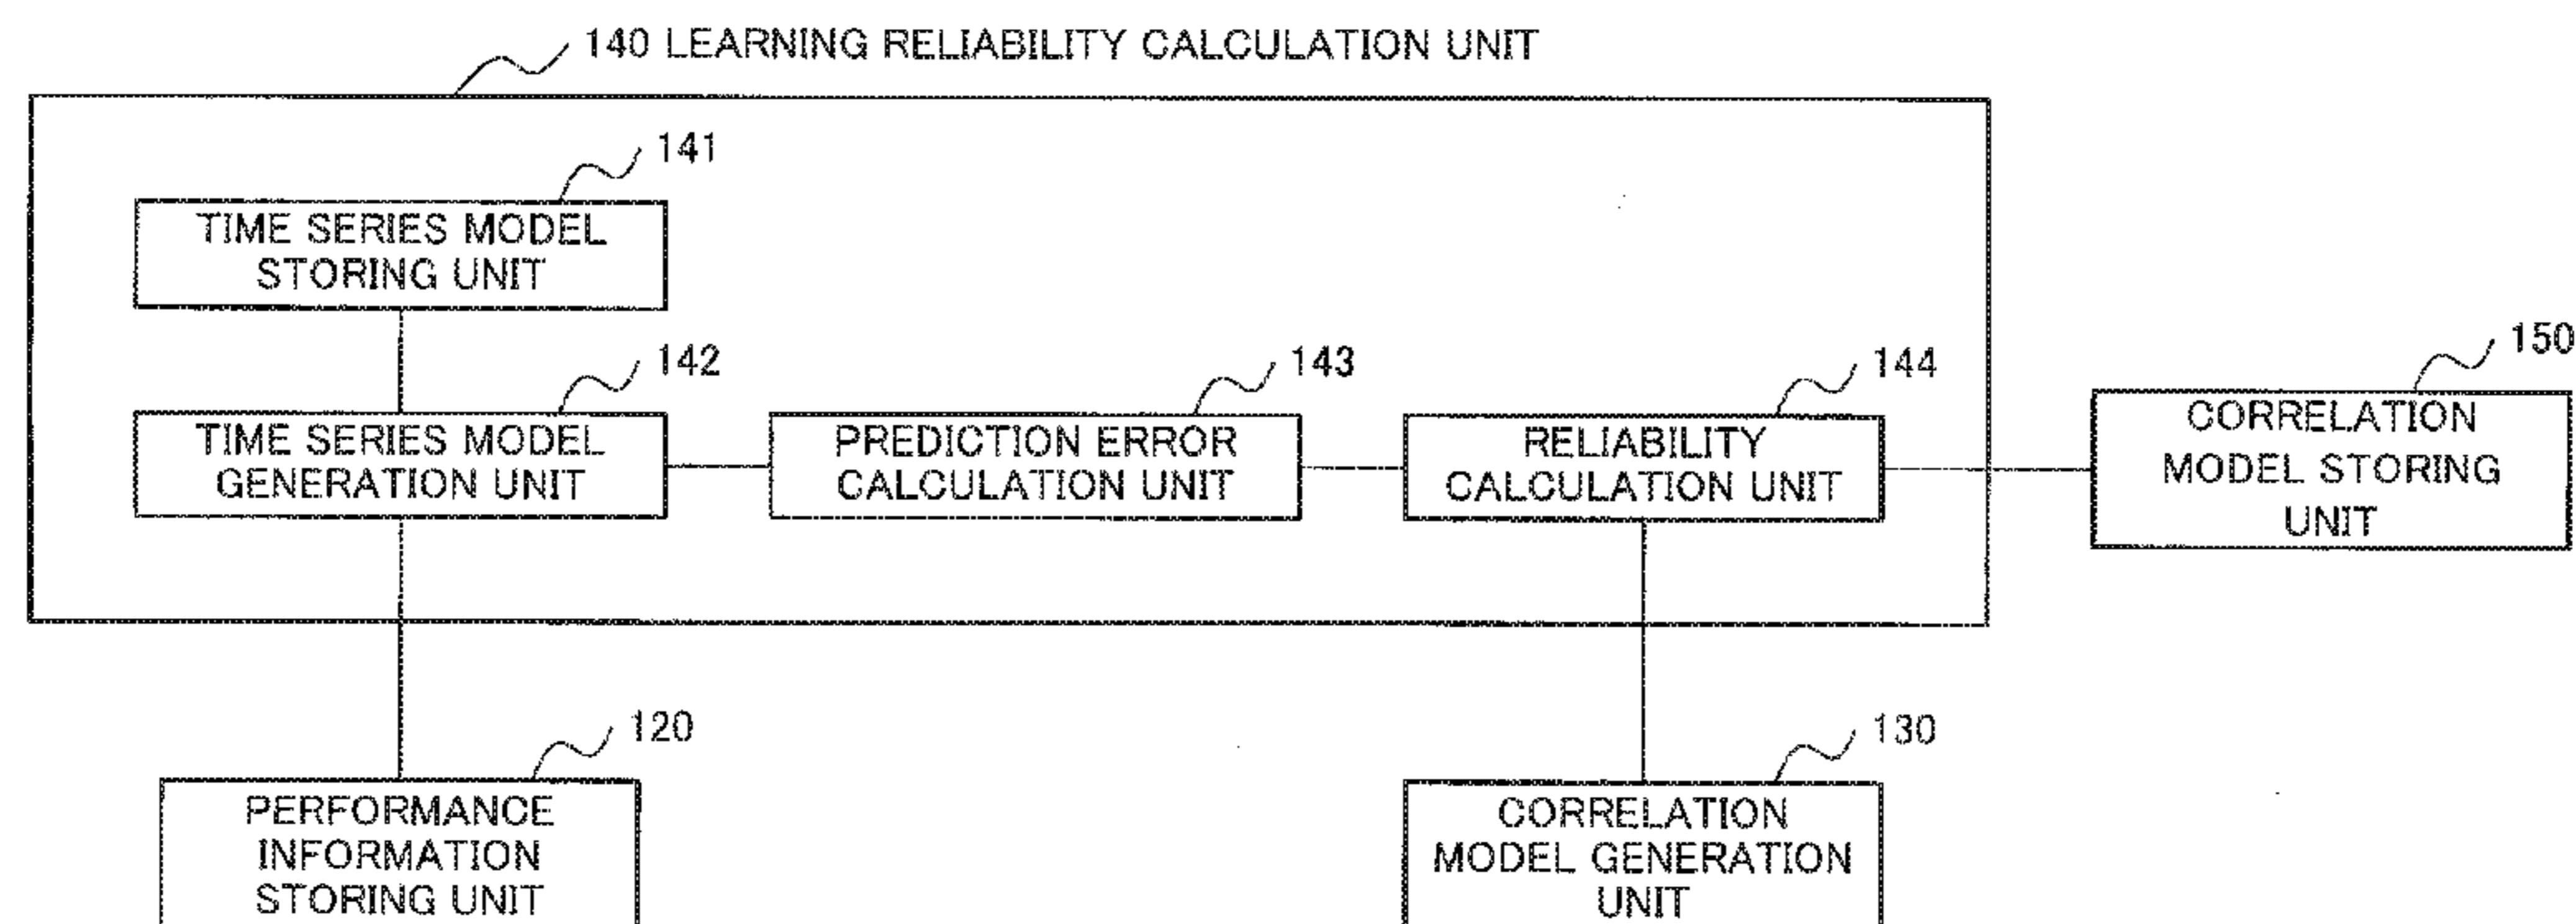 140 LEARNING RELIABILITY CALCULATION UNIT
141
TIME SERIES MODEL
STORING UNIT
142
TIME SERIES MODEL
GENERATION UNIT
143
PREDICTION ERROR
CALCULATION UNIT
144
RELIABILITY
CALCULATION UNIT
150
CORRELATION
MODEL STORING
UNIT
120
PERFORMANCE
INFORMATION
STORING UNIT
130
CORRELATION
MODEL GENERATION
UNIT